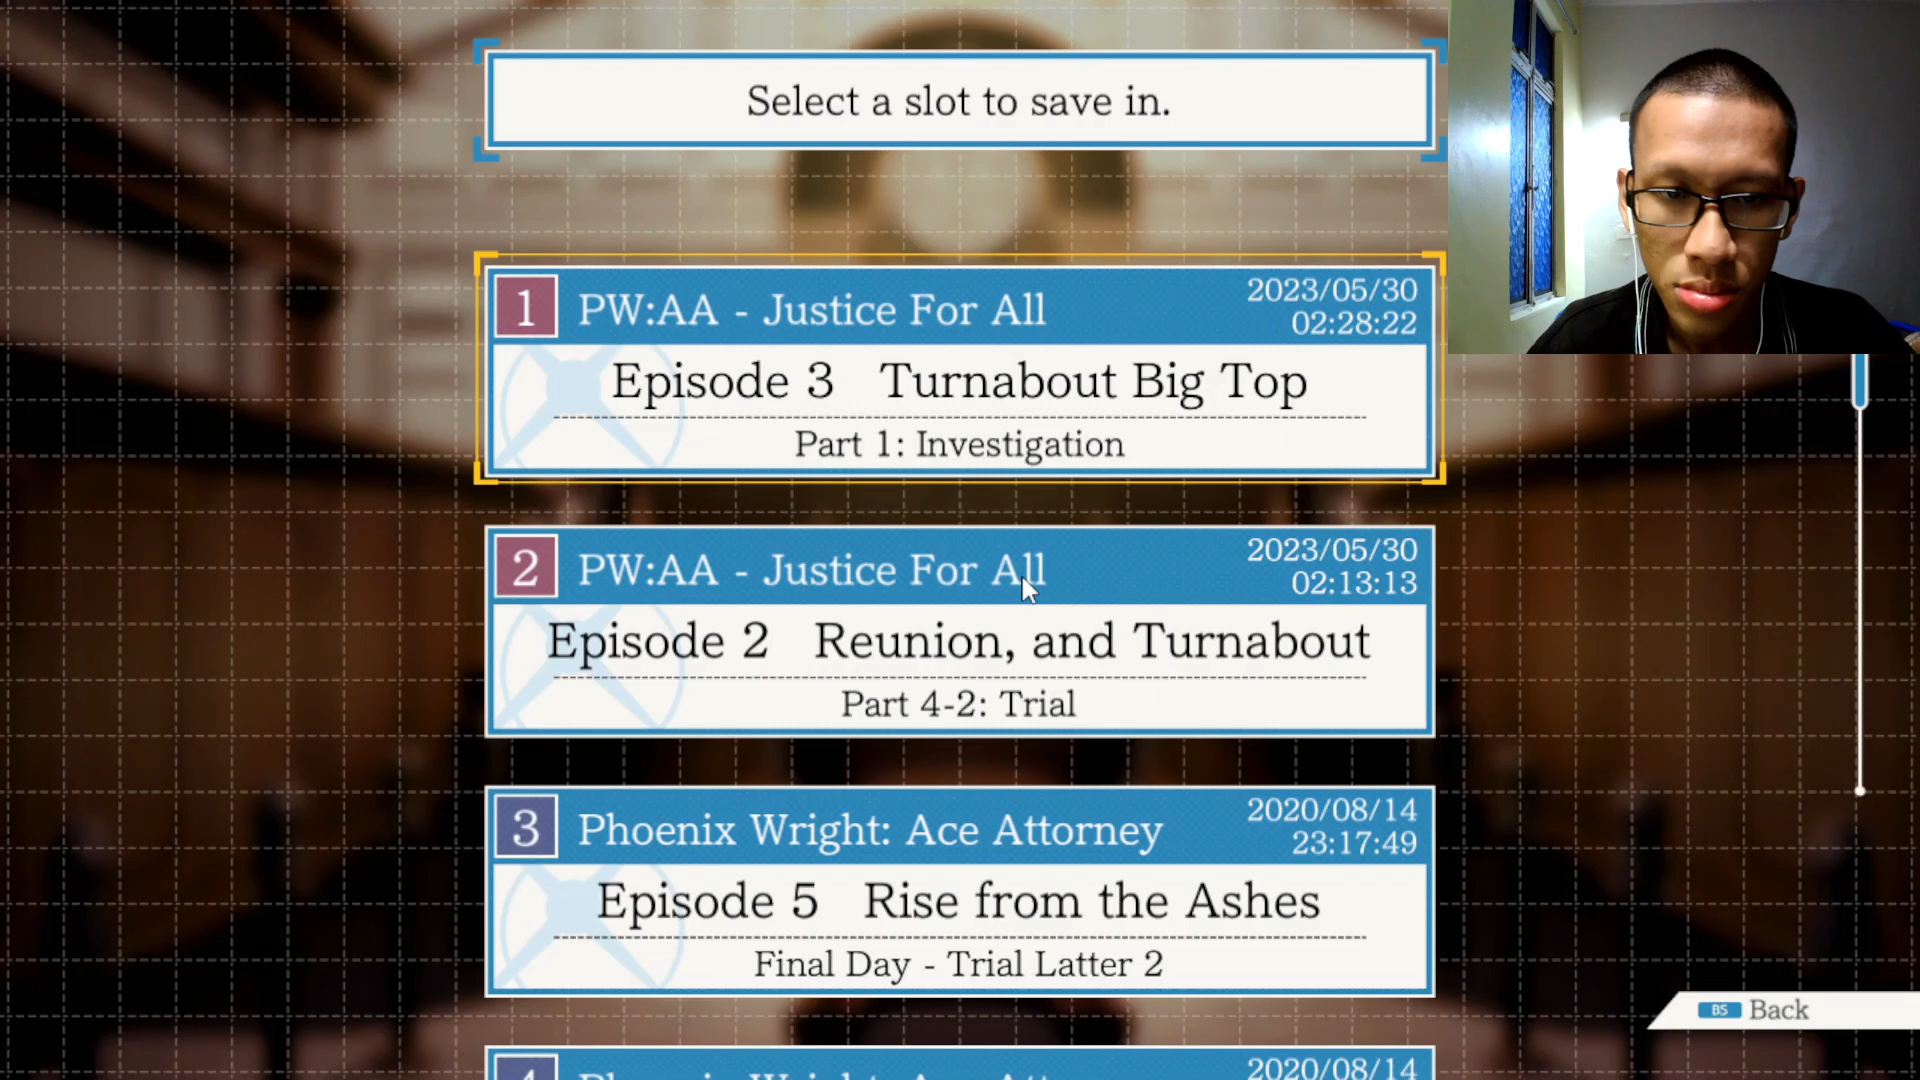 Select a slot to save in.
1 PW:AA - Justice For All 2023/05/30
02:28:22
Episode 3 Turnabout Big Top
Part 1: Investigation
2 PW:AA - Justice For All 2023/05/30
02:13:13
Episode 2 Reunion, and Turnabout
Part 4-2: Trial
3 Phoenix Wright: Ace Attorney 2020/08/14
23:17:49
Episode 5 Rise from the Ashes
Final Day - Trial Latter 2
BS Back
2020/08/14